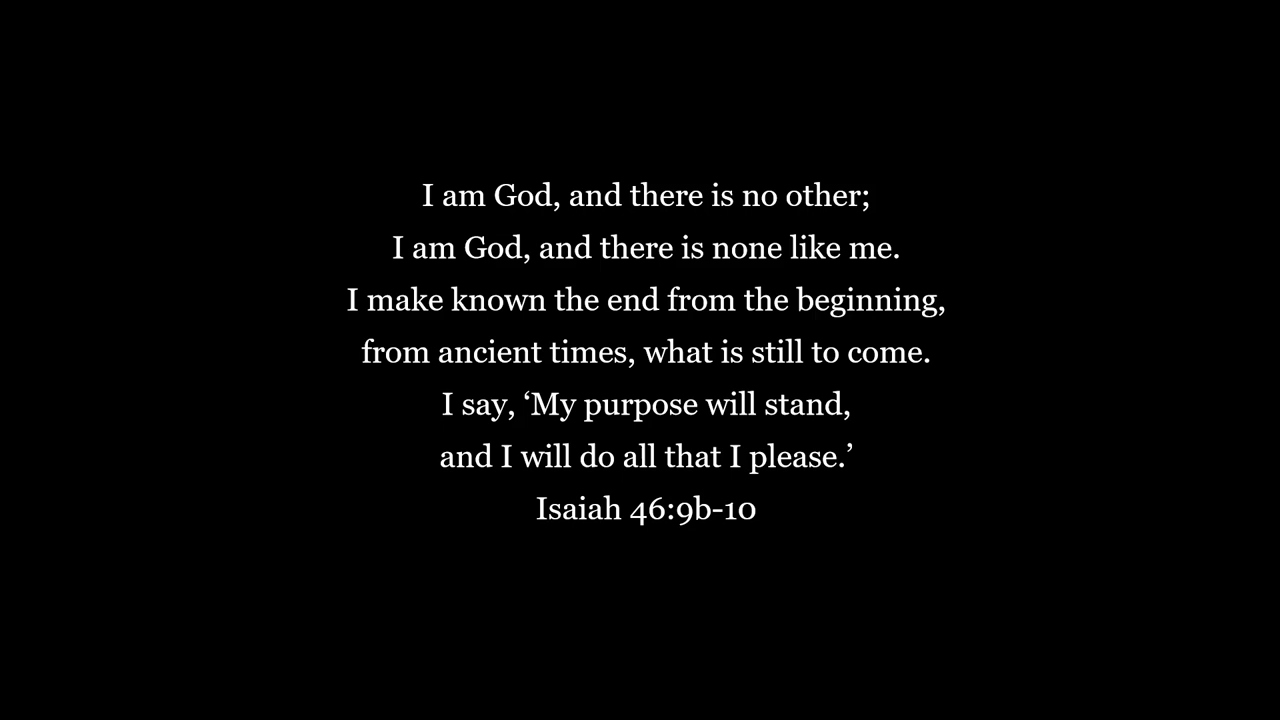 I am God, and there is no other;
I am God, and there is none like me.
I make known the end from the beginning,
from ancient times, what is still to come.
I say, ‘My purpose will stand,
and I will do all that I please.’
Isaiah 46:9b-10